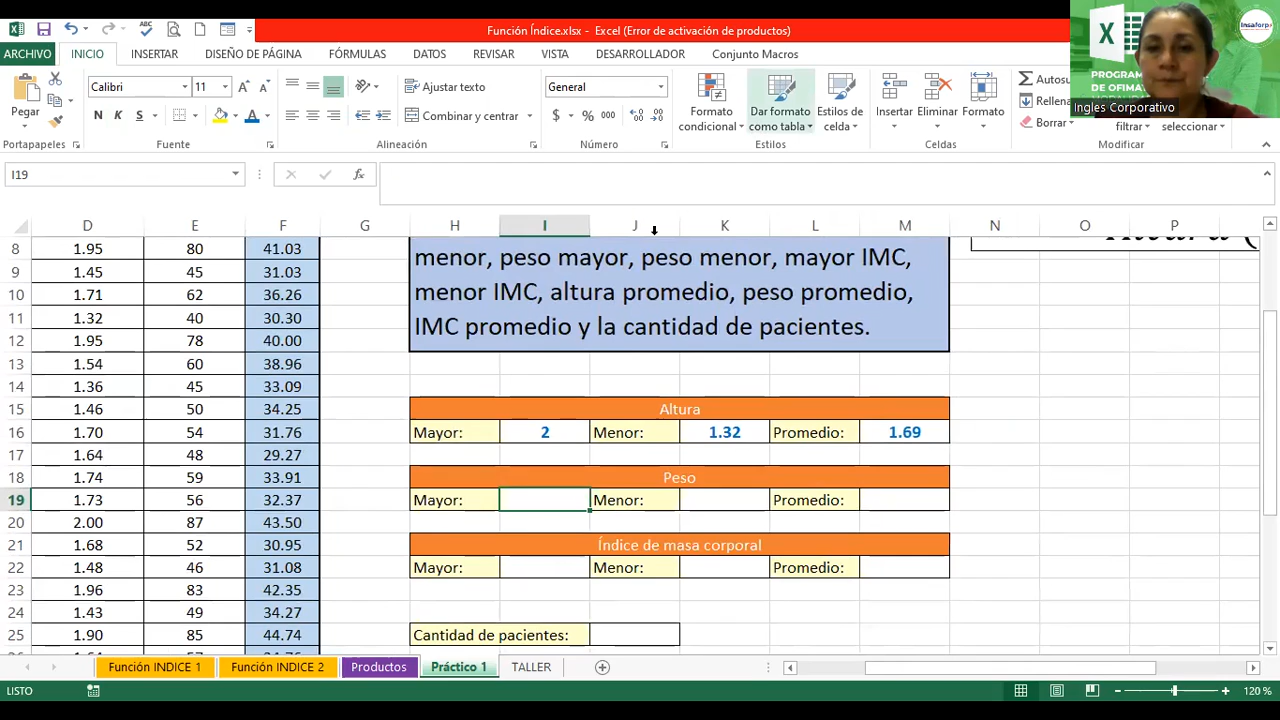 Función Índice.xlsx - Excel (Error de activación de productos)
ARCHIVO INICIO INSERTAR DISEÑO DE PÁGINA FÓRMULAS DATOS REVISAR VISTA DESARROLLADOR Conjunto Macros
Insaforp
PROGRAM
DE OFIMA
Ingles Corporativo
Pegar
Calibri 11
N K S
Ajustar texto
Combinar y centrar
General
$ % 000
Formato condicional
Dar formato como tabla
Estilos de celda
Insertar
Eliminar
Formato
Autosu
Rellena
Borrar
filtrar
seleccionar
Portapapeles Fuente Alineación Número Estilos Celdas Modificar
I19 fx
D E F G H I J K L M N O P
8 1.95 80 41.03 menor, peso mayor, peso menor, mayor IMC,
9 1.45 45 31.03
10 1.71 62 36.26 menor IMC, altura promedio, peso promedio,
11 1.32 40 30.30 IMC promedio y la cantidad de pacientes.
12 1.95 78 40.00
13 1.54 60 38.96
14 1.36 45 33.09
15 1.46 50 34.25 Altura
16 1.70 54 31.76 Mayor: 2 Menor: 1.32 Promedio: 1.69
17 1.64 48 29.27
18 1.74 59 33.91 Peso
19 1.73 56 32.37 Mayor: Menor: Promedio:
20 2.00 87 43.50
21 1.68 52 30.95 Índice de masa corporal
22 1.48 46 31.08 Mayor: Menor: Promedio:
23 1.96 83 42.35
24 1.43 49 34.27
25 1.90 85 44.74 Cantidad de pacientes:
Función INDICE 1 Función INDICE 2 Productos Práctico 1 TALLER
LISTO 120 %